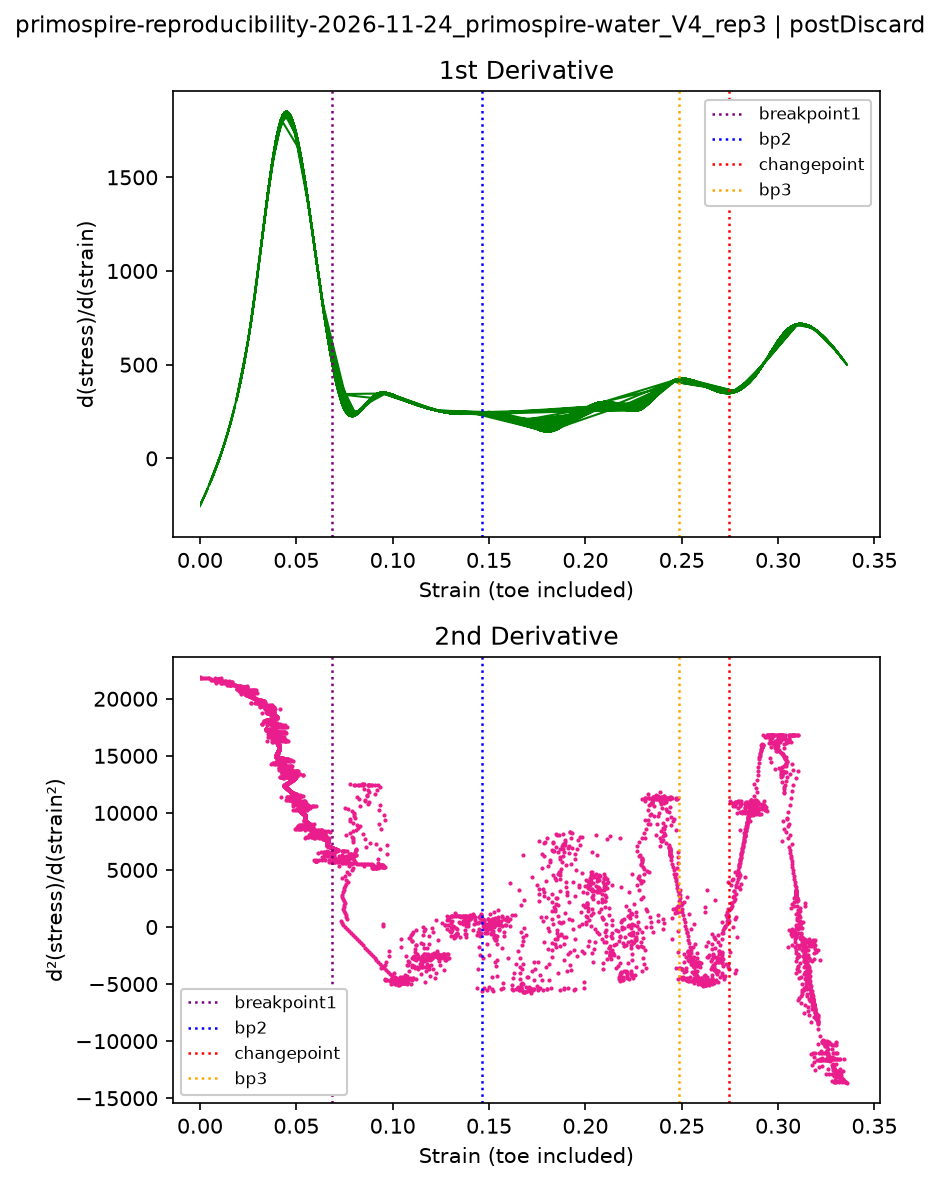 primospire-reproducibility-2026-11-24_primospire-water_V4_rep3 | postDiscard
1st Derivative
d(stress)/d(strain)
1500
1000
500
0
breakpoint1
bp2
changepoint
bp3
0.00 0.05 0.10 0.15 0.20 0.25 0.30 0.35
Strain (toe included)
2nd Derivative
d²(stress)/d(strain²)
20000
15000
10000
5000
0
−5000
−10000
−15000
breakpoint1
bp2
changepoint
bp3
0.00 0.05 0.10 0.15 0.20 0.25 0.30 0.35
Strain (toe included)